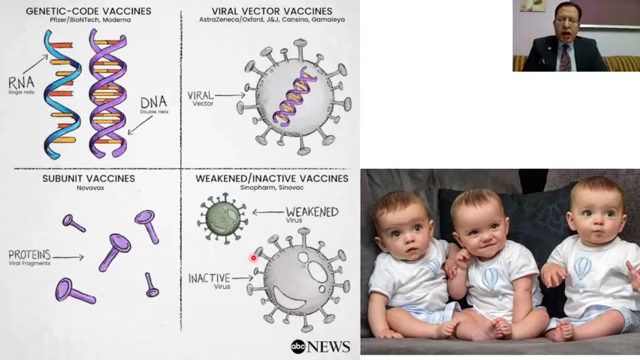 GENETIC-CODE VACCINES
Pfizer/BioNTech, Moderna
RNA
Single Helix
DNA
Double Helix
VIRAL VECTOR VACCINES
AstraZeneca/Oxford, J&J, Cansino, Gamaleya
VIRAL
Vector
SUBUNIT VACCINES
Novavax
PROTEINS
Viral Fragments
WEAKENED/INACTIVE VACCINES
Sinopharm, Sinovac
WEAKENED
Virus
INACTIVE
Virus
abc NEWS